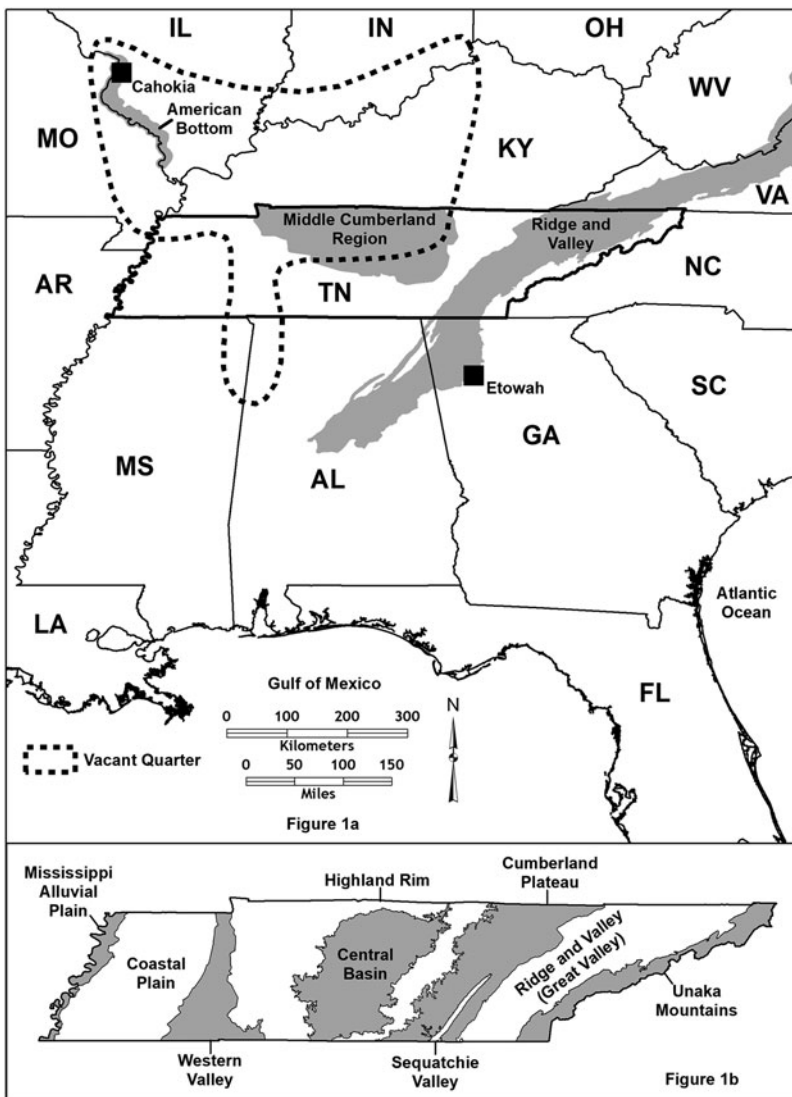 IL
IN
OH
Cahokia
WV
American
Bottom
MO
KY
VA
Middle Cumberland
Region
Ridge and
Valley
NC
AR
TN
Etowah
SC
MS
AL
GA
Atlantic
Ocean
LA
FL
Gulf of Mexico
N
0 100 200 300
Kilometers
Vacant Quarter
0 50 100 150
Miles
Figure 1a
Mississippi
Alluvial
Plain
Highland Rim
Cumberland
Plateau
Coastal
Plain
Central
Basin
Ridge and Valley
(Great Valley)
Unaka
Mountains
Western
Valley
Sequatchie
Valley
Figure 1b